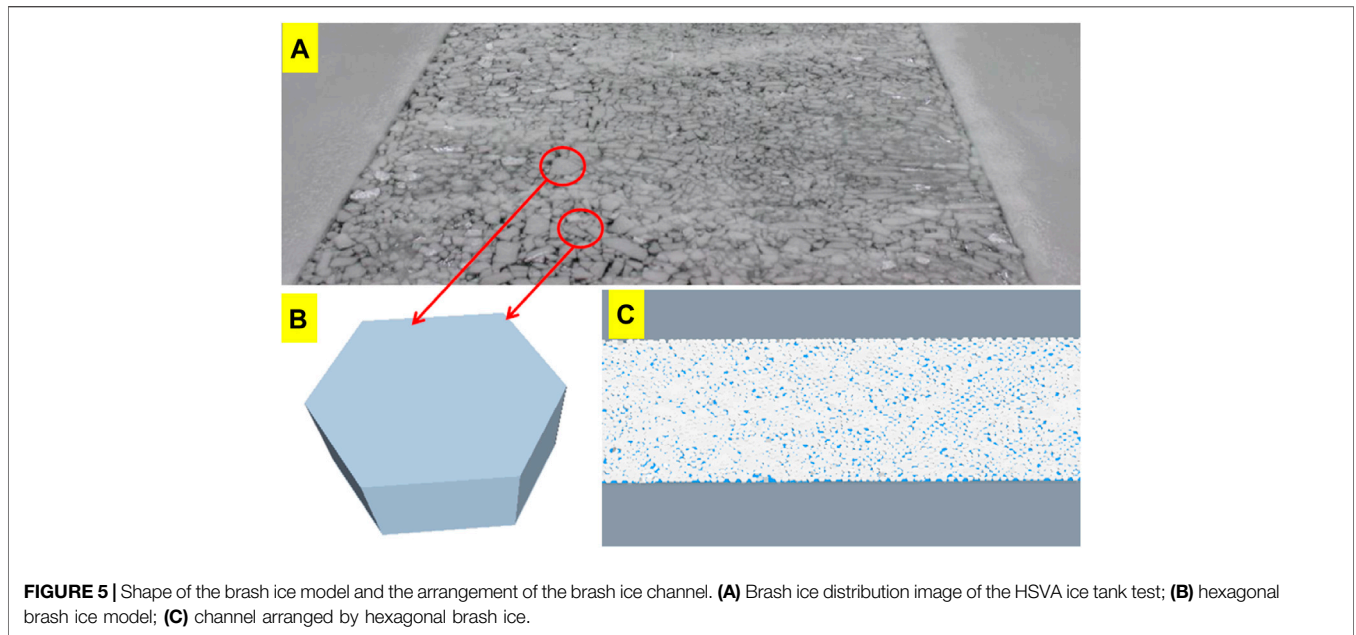 A
B
C
FIGURE 5 | Shape of the brash ice model and the arrangement of the brash ice channel. (A) Brash ice distribution image of the HSVA ice tank test; (B) hexagonal
brash ice model; (C) channel arranged by hexagonal brash ice.